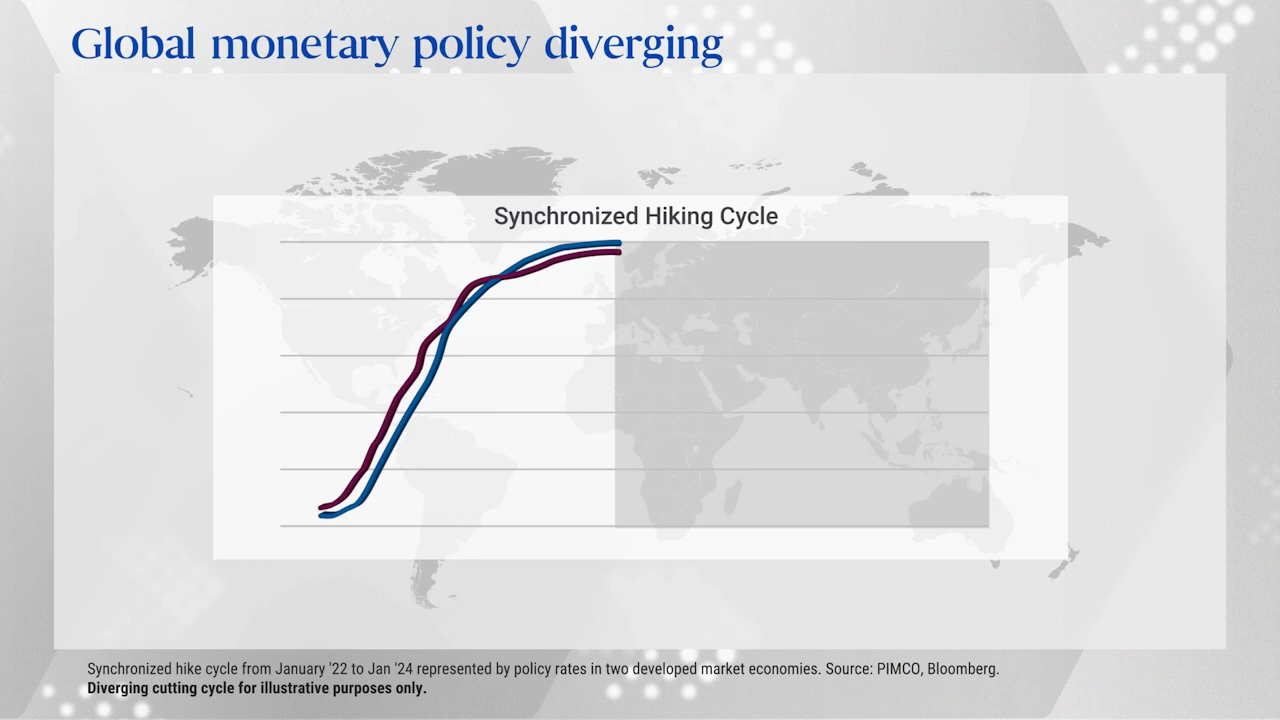 Global monetary policy diverging
Synchronized Hiking Cycle
Synchronized hike cycle from January '22 to Jan '24 represented by policy rates in two developed market economies. Source: PIMCO, Bloomberg.
Diverging cutting cycle for illustrative purposes only.